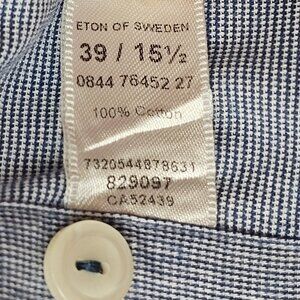 ETON OF SWEDEN
39 / 15½
0844 76452 27
100% Cotton
7320544878631
829097
CA52439